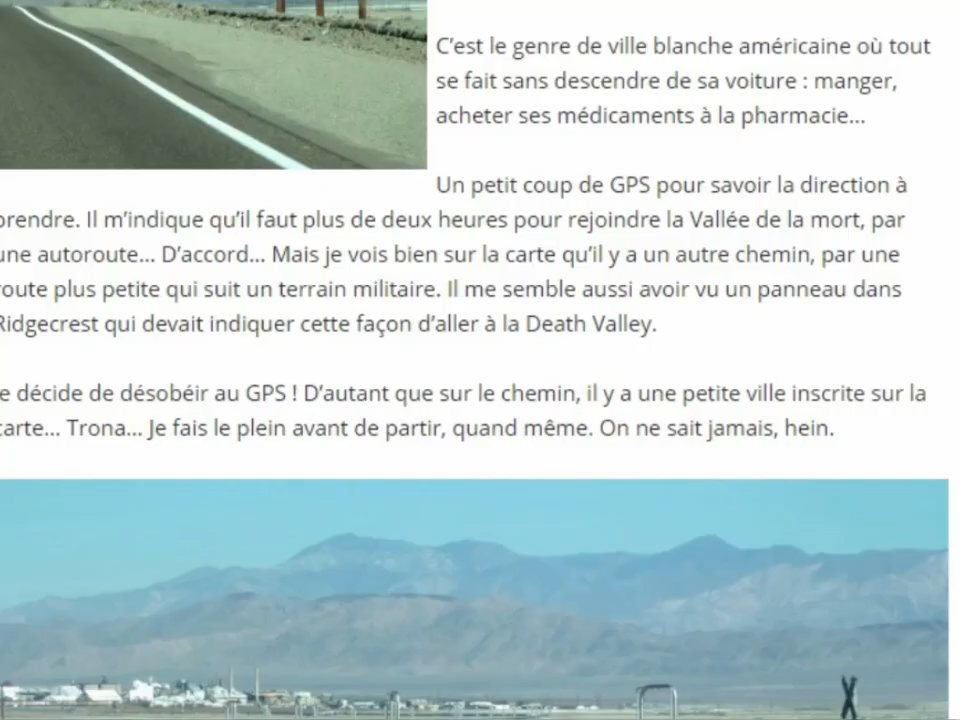 C’est le genre de ville blanche américaine où tout
se fait sans descendre de sa voiture : manger,
acheter ses médicaments à la pharmacie...
Un petit coup de GPS pour savoir la direction à
prendre. Il m’indique qu’il faut plus de deux heures pour rejoindre la Vallée de la mort, par
une autoroute... D’accord... Mais je vois bien sur la carte qu’il y a un autre chemin, par une
route plus petite qui suit un terrain militaire. Il me semble aussi avoir vu un panneau dans
Ridgecrest qui devait indiquer cette façon d’aller à la Death Valley.
e décide de désobéir au GPS ! D’autant que sur le chemin, il y a une petite ville inscrite sur la
carte... Trona... Je fais le plein avant de partir, quand même. On ne sait jamais, hein.